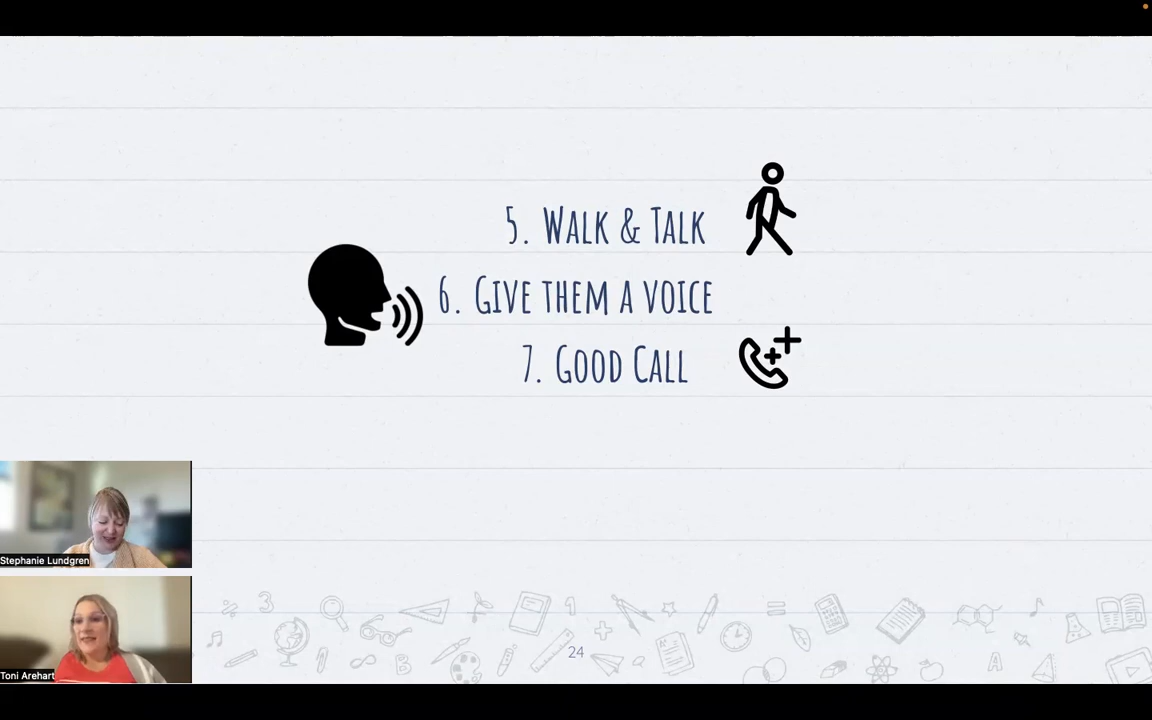 5. Walk & Talk
6. Give them a voice
7. Good Call
Stephanie Lundgren
Toni Arehart
24